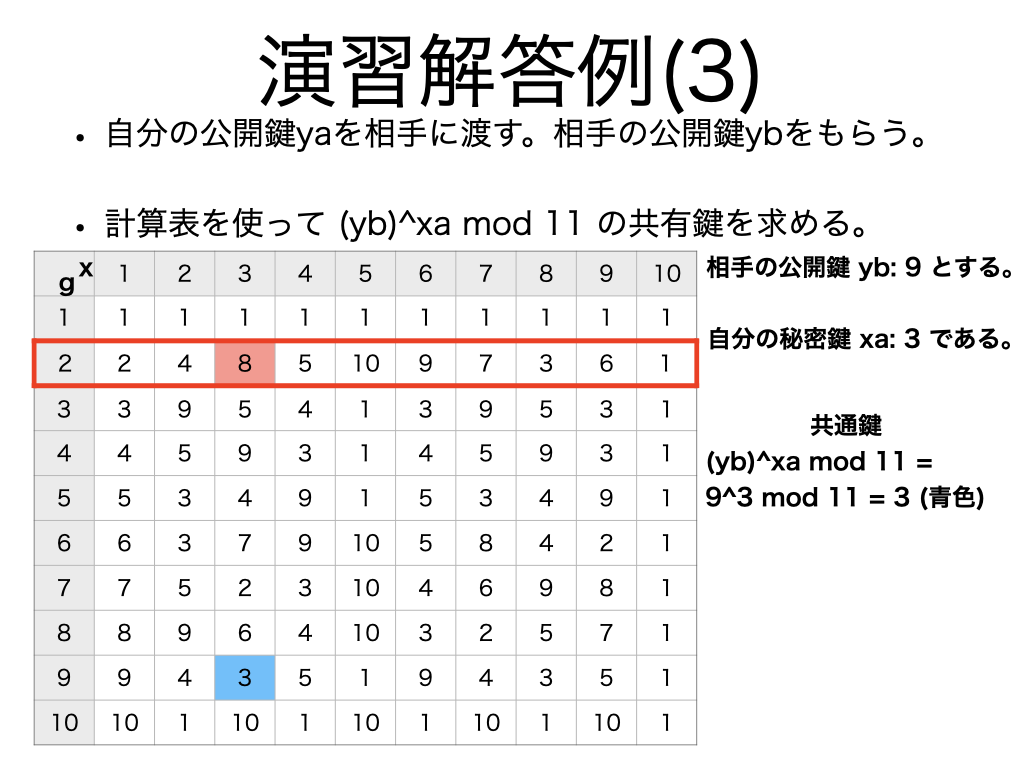 演習解答例(3)
• 自分の公開鍵yaを相手に渡す。相手の公開鍵ybをもらう。
• 計算表を使って (yb)^xa mod 11 の共有鍵を求める。
g x 1 2 3 4 5 6 7 8 9 10
1 1 1 1 1 1 1 1 1 1 1
2 2 4 8 5 10 9 7 3 6 1
3 3 9 5 4 1 3 9 5 3 1
4 4 5 9 3 1 4 5 9 3 1
5 5 3 4 9 1 5 3 4 9 1
6 6 3 7 9 10 5 8 4 2 1
7 7 5 2 3 10 4 6 9 8 1
8 8 9 6 4 10 3 2 5 7 1
9 9 4 3 5 1 9 4 3 5 1
10 10 1 10 1 10 1 10 1 10 1
相手の公開鍵 yb: 9 とする。
自分の秘密鍵 xa: 3 である。
共通鍵
(yb)^xa mod 11 =
9^3 mod 11 = 3 (青色)